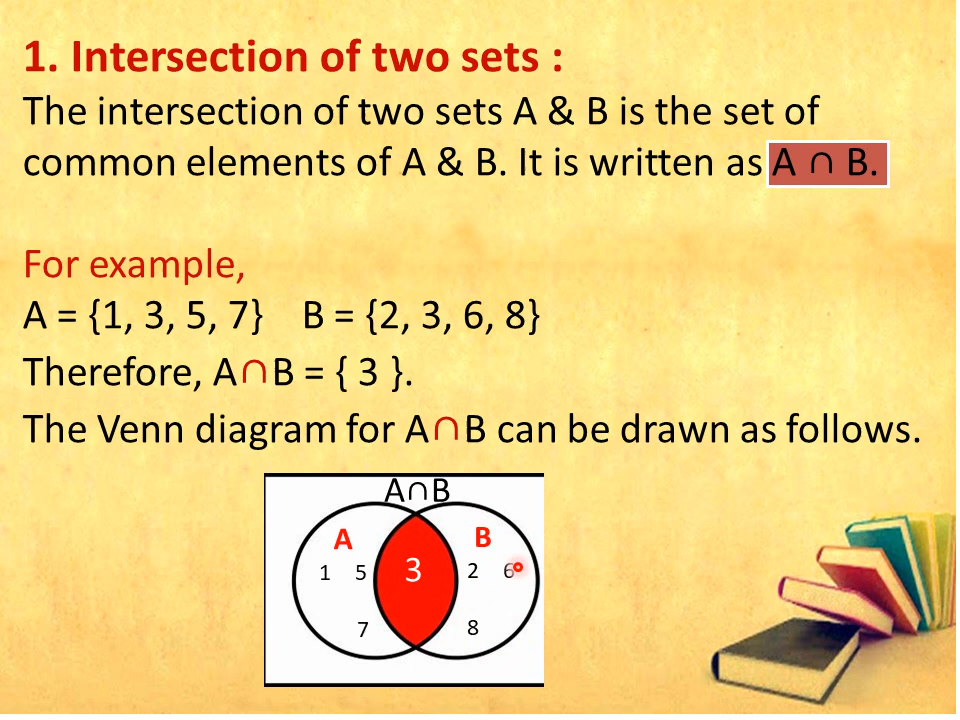 1. Intersection of two sets :
The intersection of two sets A & B is the set of
common elements of A & B. It is written as A ∩ B.
For example,
A = {1, 3, 5, 7} B = {2, 3, 6, 8}
Therefore, A∩B = { 3 }.
The Venn diagram for A∩B can be drawn as follows.
A∩B
A B
1 5 3 2 6
7 8